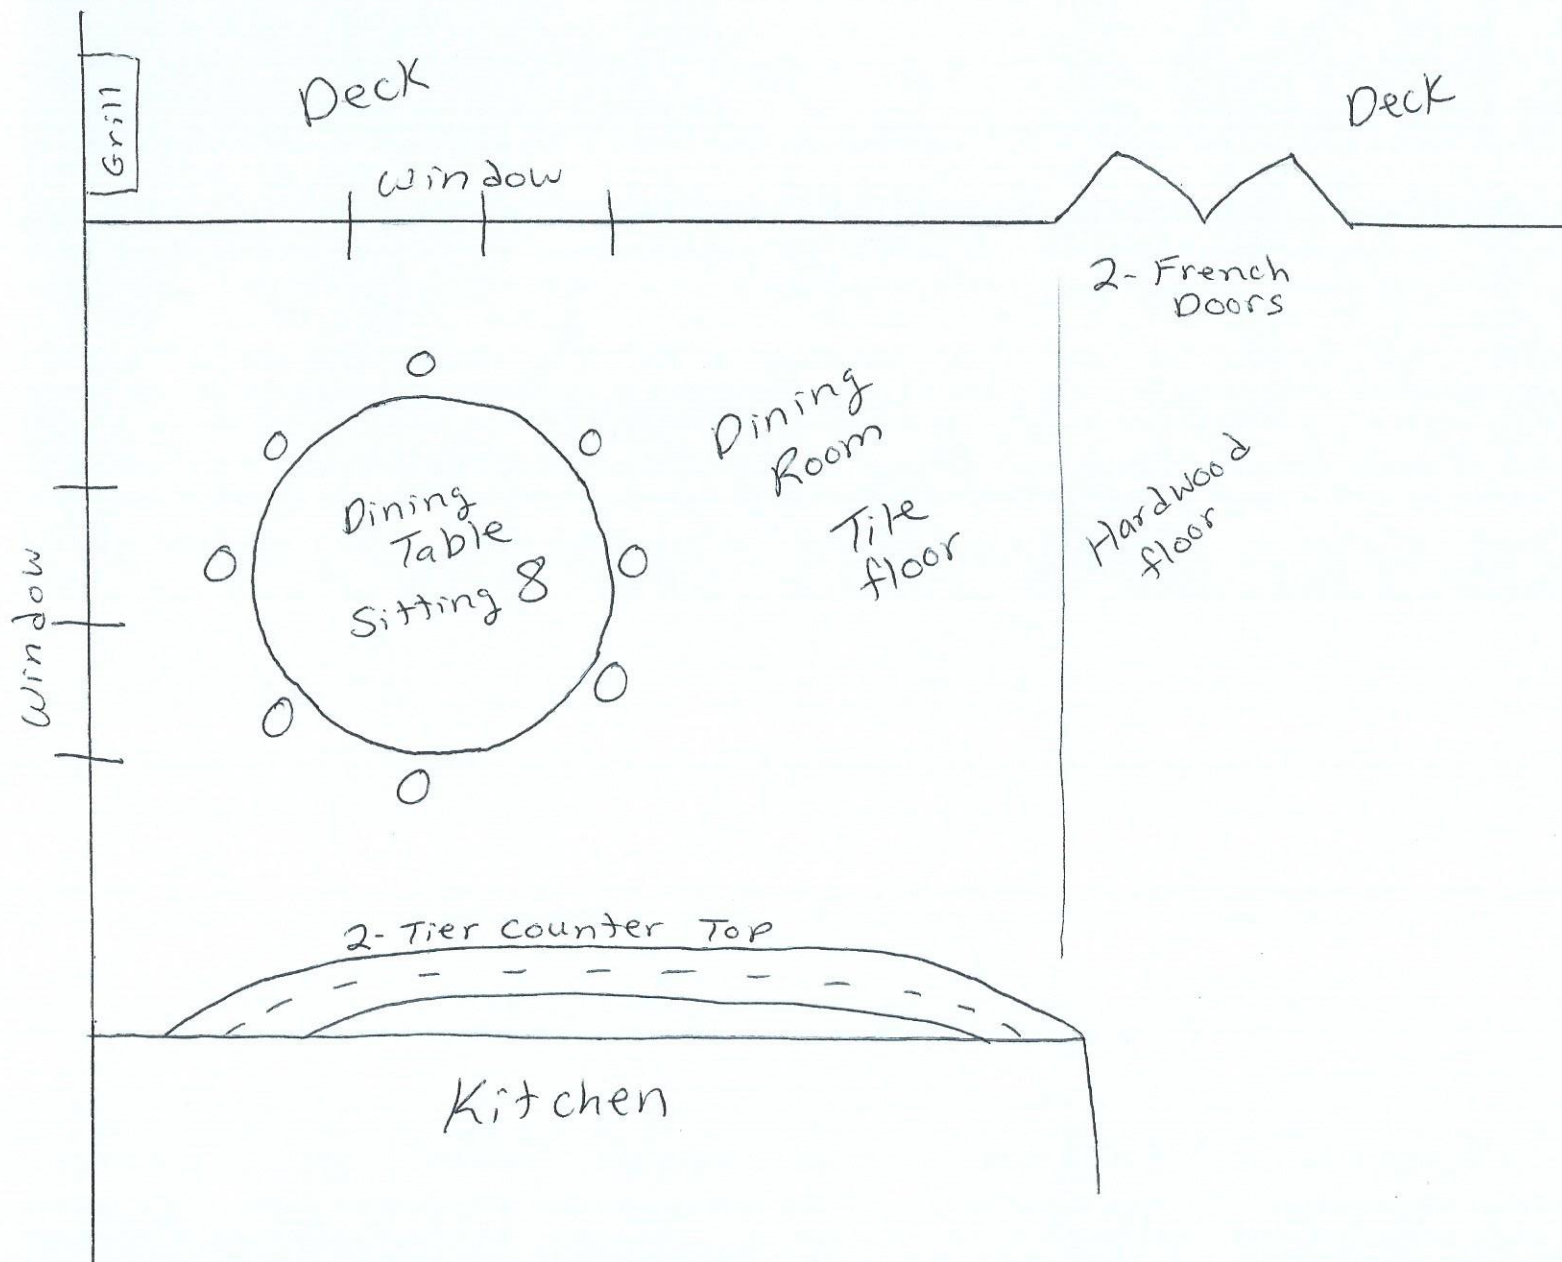 Deck
Deck
Grill
Window
2- French
Doors
Dining
Room
Tile
floor
Hardwood
floor
Dining
Table
Sitting 8
Window
2- Tier Counter Top
Kitchen